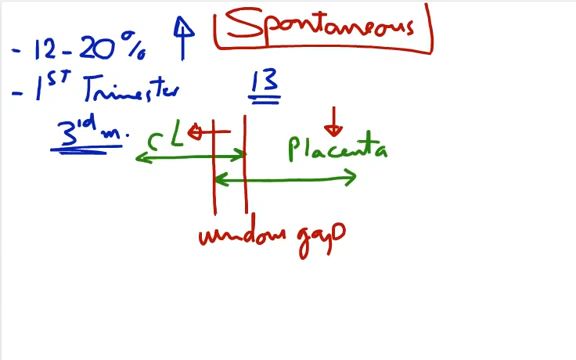 Spontaneous
- 12-20% ↑
- 1ST Trimester 13
3rd m.
CL ← Placenta ↓
window gap